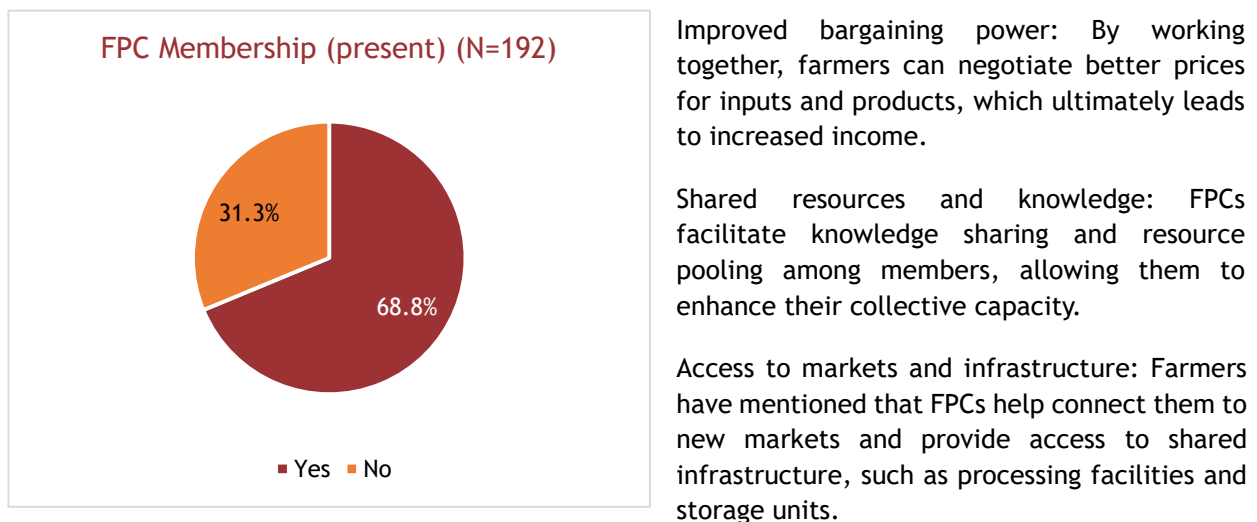 FPC Membership (present) (N=192)
31.3%
68.8%
Yes No
Improved bargaining power: By working
together, farmers can negotiate better prices
for inputs and products, which ultimately leads
to increased income.
Shared resources and knowledge: FPCs
facilitate knowledge sharing and resource
pooling among members, allowing them to
enhance their collective capacity.
Access to markets and infrastructure: Farmers
have mentioned that FPCs help connect them to
new markets and provide access to shared
infrastructure, such as processing facilities and
storage units.